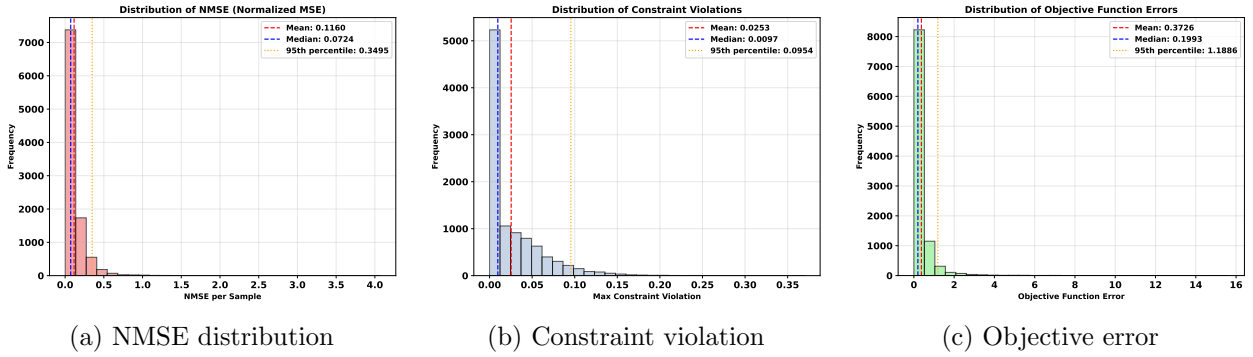 Distribution of NMSE (Normalized MSE)
Mean: 0.1160
Median: 0.0724
95th percentile: 0.3495
Frequency
7000
6000
5000
4000
3000
2000
1000
0
0.0 0.5 1.0 1.5 2.0 2.5 3.0 3.5 4.0
NMSE per Sample
(a) NMSE distribution
Distribution of Constraint Violations
Mean: 0.0253
Median: 0.0097
95th percentile: 0.0954
Frequency
5000
4000
3000
2000
1000
0
0.00 0.05 0.10 0.15 0.20 0.25 0.30 0.35
Max Constraint Violation
(b) Constraint violation
Distribution of Objective Function Errors
Mean: 0.3726
Median: 0.1993
95th percentile: 1.1886
Frequency
8000
7000
6000
5000
4000
3000
2000
1000
0
0 2 4 6 8 10 12 14 16
Objective Function Error
(c) Objective error